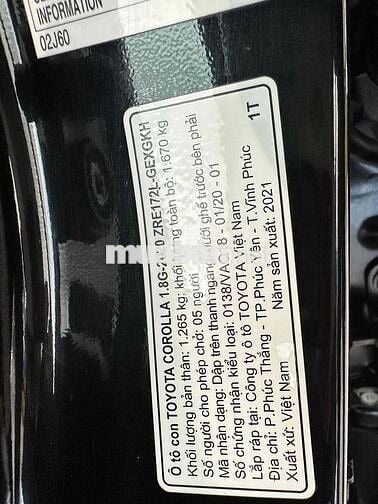 INFORMATION
02J60
Ô tô con TOYOTA COROLLA 1.8G ZRE172L-GEXGKH
Khối lượng bản thân: 1.265 kg; khối lượng toàn bộ: 1.670 kg
Số người cho phép chở: 05 người
Mã nhận dạng: Dập trên thanh ngang dưới ghế trước bên phải
Số chứng nhận kiểu loại: 0138/VAQ18 - 01/20 - 01
Lắp ráp tại: Công ty ô tô TOYOTA Việt Nam
Địa chỉ: P.Phúc Thắng - TP.Phúc Yên - T.Vĩnh Phúc
Xuất xứ: Việt Nam Năm sản xuất: 2021 1T